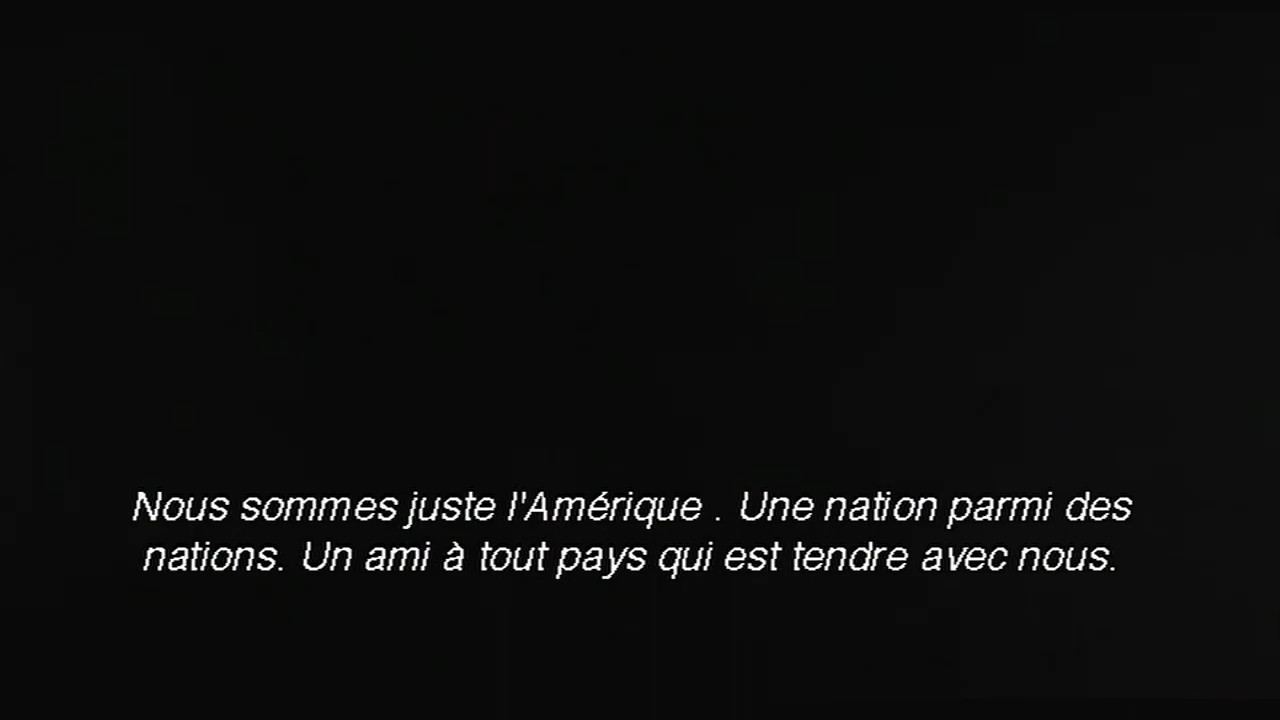 Nous sommes juste l'Amérique . Une nation parmi des
nations. Un ami à tout pays qui est tendre avec nous.